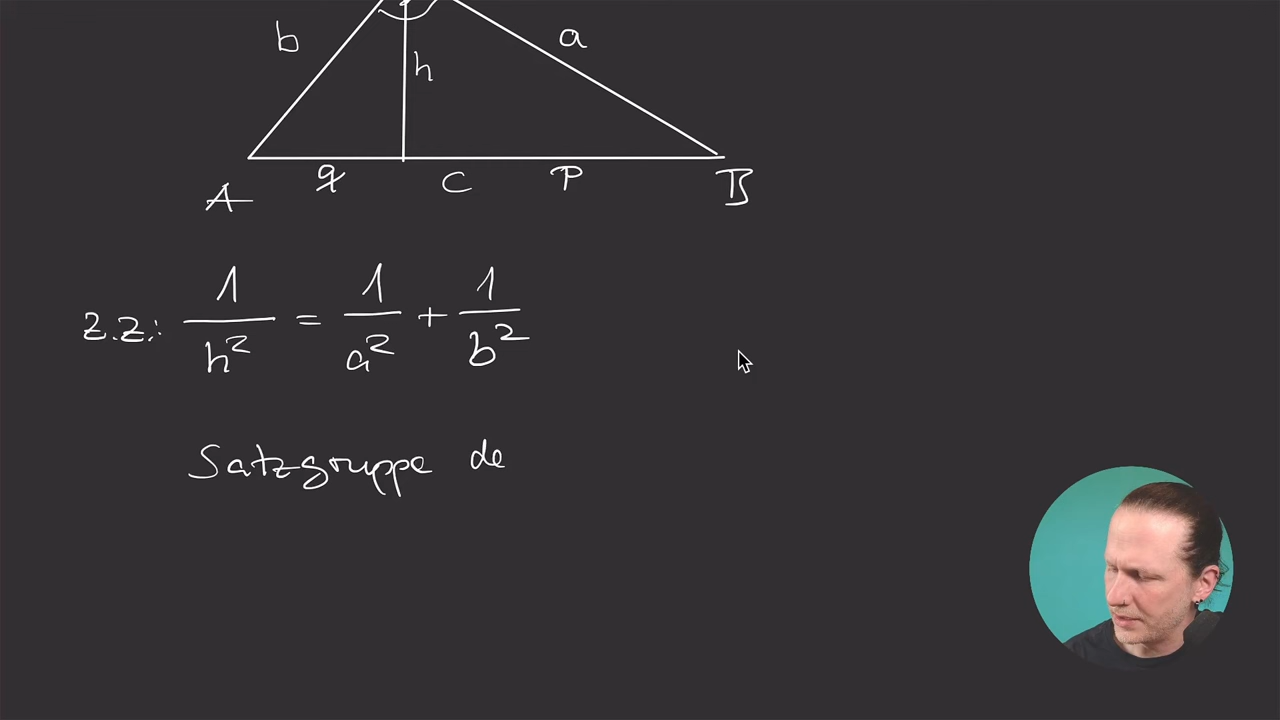 b a
h
A q c p B
z.z.: 1/h² = 1/a² + 1/b²
Satzgruppe de